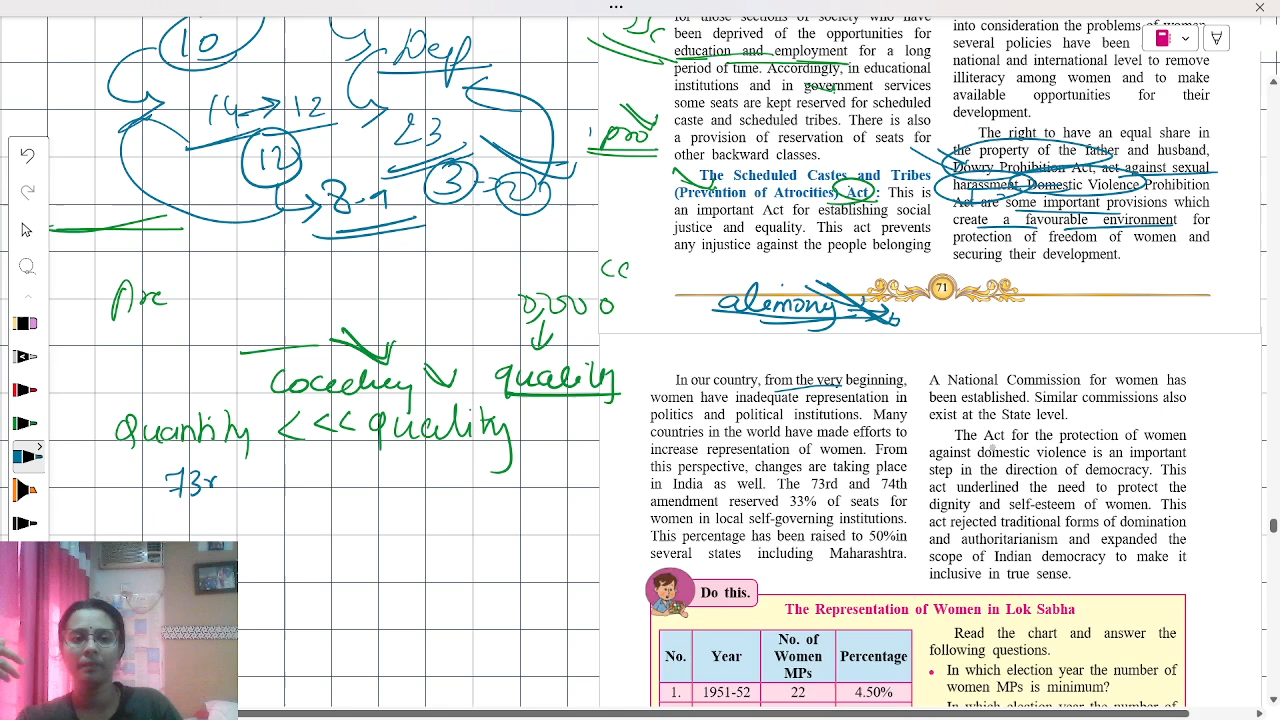 10
Dep
14 → 12
23
12
3 → 2
8-9
pro
Are
0,000 0
cc
quality
Quantity < << quality
73r
for those sections of society who have
been deprived of the opportunities for
education and employment for a long
period of time. Accordingly, in educational
institutions and in government services
some seats are kept reserved for scheduled
caste and scheduled tribes. There is also
a provision of reservation of seats for
other backward classes.
The Scheduled Castes and Tribes
(Prevention of Atrocities) Act : This is
an important Act for establishing social
justice and equality. This act prevents
any injustice against the people belonging
into consideration the problems of women,
several policies have been
national and international level to remove
illiteracy among women and to make
available opportunities for their
development.
The right to have an equal share in
the property of the father and husband,
Dowry Prohibition Act, act against sexual
harassment, Domestic Violence Prohibition
Act are some important provisions which
create a favourable environment for
protection of freedom of women and
securing their development.
71
alimony
In our country, from the very beginning,
women have inadequate representation in
politics and political institutions. Many
countries in the world have made efforts to
increase representation of women. From
this perspective, changes are taking place
in India as well. The 73rd and 74th
amendment reserved 33% of seats for
women in local self-governing institutions.
This percentage has been raised to 50%in
several states including Maharashtra.
A National Commission for women has
been established. Similar commissions also
exist at the State level.
The Act for the protection of women
against domestic violence is an important
step in the direction of democracy. This
act underlined the need to protect the
dignity and self-esteem of women. This
act rejected traditional forms of domination
and authoritarianism and expanded the
scope of Indian democracy to make it
inclusive in true sense.
Do this.
The Representation of Women in Lok Sabha
No. Year No. of Women MPs Percentage
1. 1951-52 22 4.50%
Read the chart and answer the
following questions.
• In which election year the number of
women MPs is minimum?
In which election year the number of